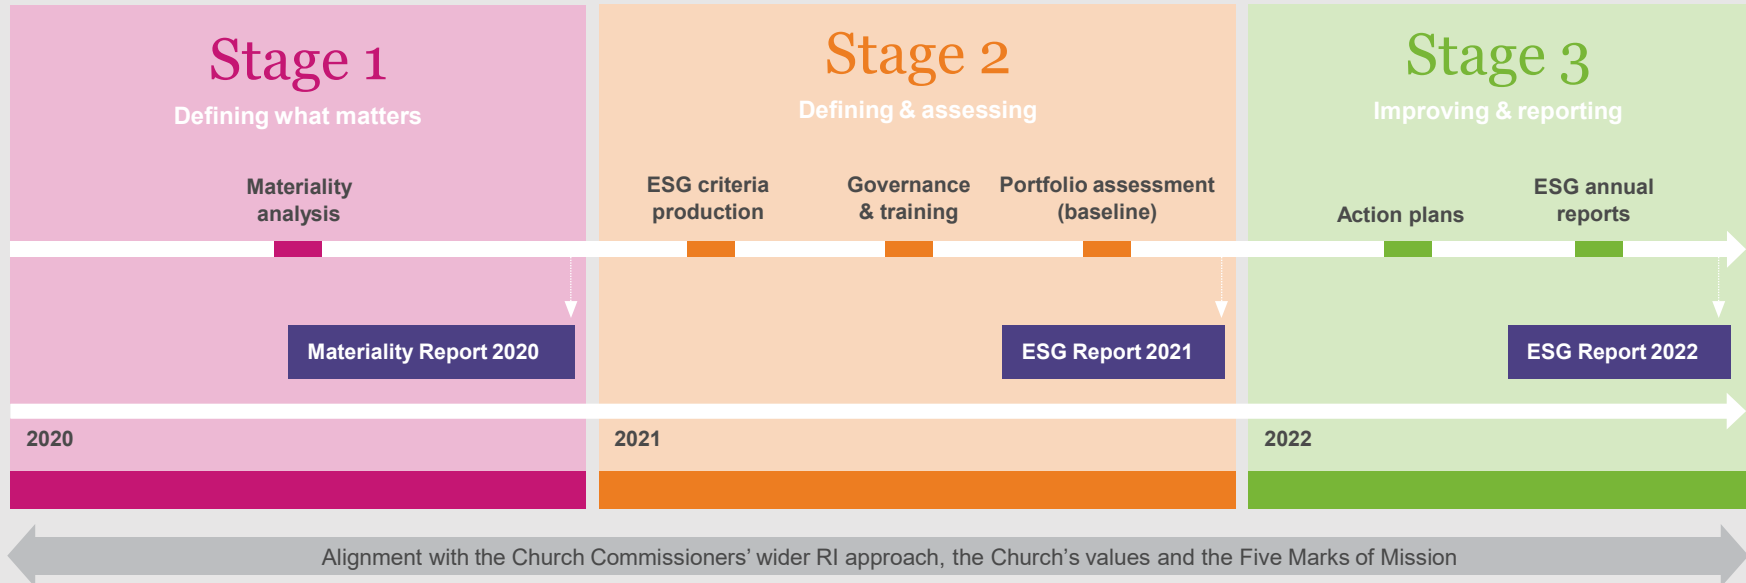 Stage 1
Defining what matters
Stage 2
Defining & assessing
Stage 3
Improving & reporting
Materiality
analysis
ESG criteria
production
Governance
& training
Portfolio assessment
(baseline)
Action plans
ESG annual
reports
Materiality Report 2020
ESG Report 2021
ESG Report 2022
2020
2021
2022
Alignment with the Church Commissioners’ wider RI approach, the Church’s values and the Five Marks of Mission